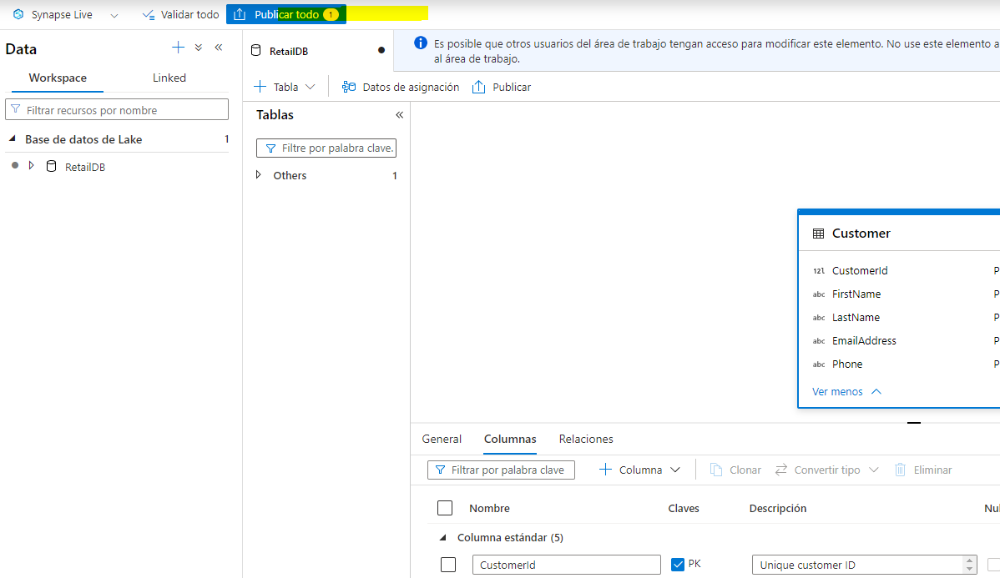 Synapse Live
Validar todo
Publicar todo 1
Data
Workspace
Linked
Filtrar recursos por nombre
Base de datos de Lake 1
RetailDB
RetailDB
Es posible que otros usuarios del área de trabajo tengan acceso para modificar este elemento. No use este elemento a
al área de trabajo.
Tabla
Datos de asignación
Publicar
Tablas
Filtre por palabra clave.
Others 1
Customer
12l CustomerId P
abc FirstName P
abc LastName P
abc EmailAddress P
abc Phone P
Ver menos
General
Columnas
Relaciones
Filtrar por palabra clave
Columna
Clonar
Convertir tipo
Eliminar
Nombre
Claves
Descripción
Nul
Columna estándar (5)
CustomerId
PK
Unique customer ID